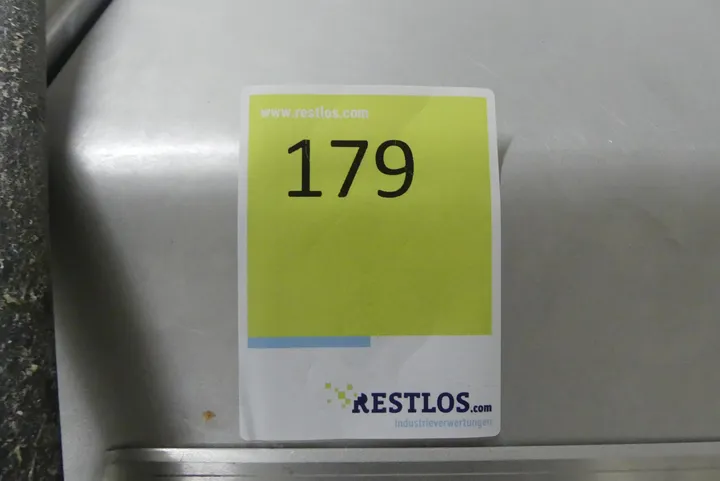 www.restlos.com
179
RESTLOS.com
Industrieverwertungen